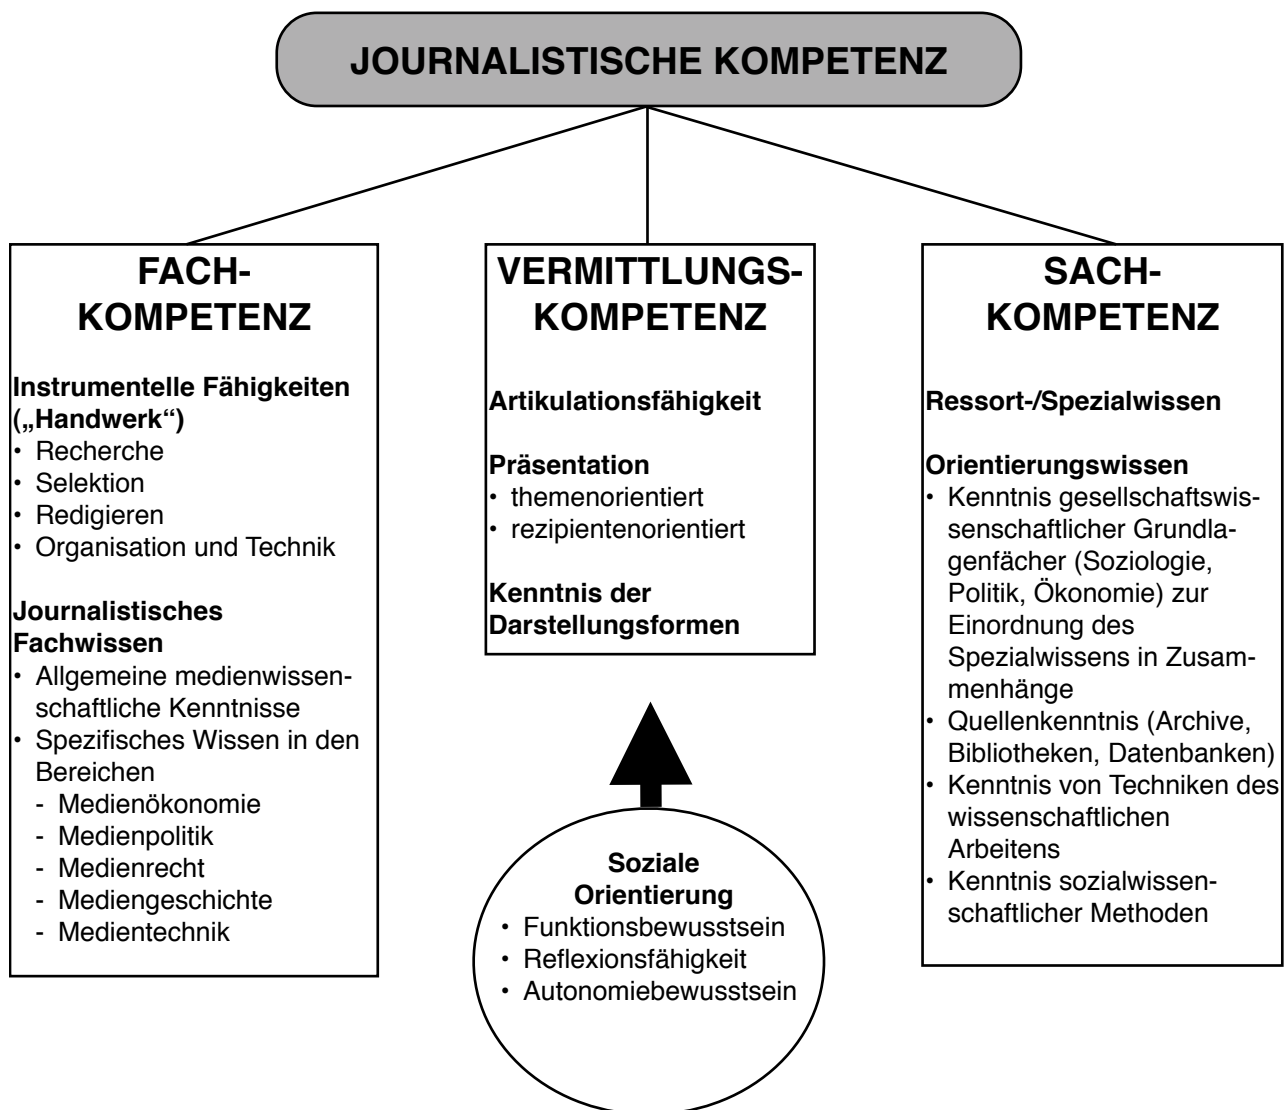 JOURNALISTISCHE KOMPETENZ
FACH-
KOMPETENZ
Instrumentelle Fähigkeiten
(„Handwerk“)
• Recherche
• Selektion
• Redigieren
• Organisation und Technik
Journalistisches
Fachwissen
• Allgemeine medienwissen-
schaftliche Kenntnisse
• Spezifisches Wissen in den
Bereichen
- Medienökonomie
- Medienpolitik
- Medienrecht
- Mediengeschichte
- Medientechnik
VERMITTLUNGS-
KOMPETENZ
Artikulationsfähigkeit
Präsentation
• themenorientiert
• rezipientenorientiert
Kenntnis der
Darstellungsformen
Soziale
Orientierung
• Funktionsbewusstsein
• Reflexionsfähigkeit
• Autonomiebewusstsein
SACH-
KOMPETENZ
Ressort-/Spezialwissen
Orientierungswissen
• Kenntnis gesellschaftswis-
senschaftlicher Grundla-
genfächer (Soziologie,
Politik, Ökonomie) zur
Einordnung des
Spezialwissens in Zusam-
menhänge
• Quellenkenntnis (Archive,
Bibliotheken, Datenbanken)
• Kenntnis von Techniken des
wissenschaftlichen
Arbeitens
• Kenntnis sozialwissen-
schaftlicher Methoden